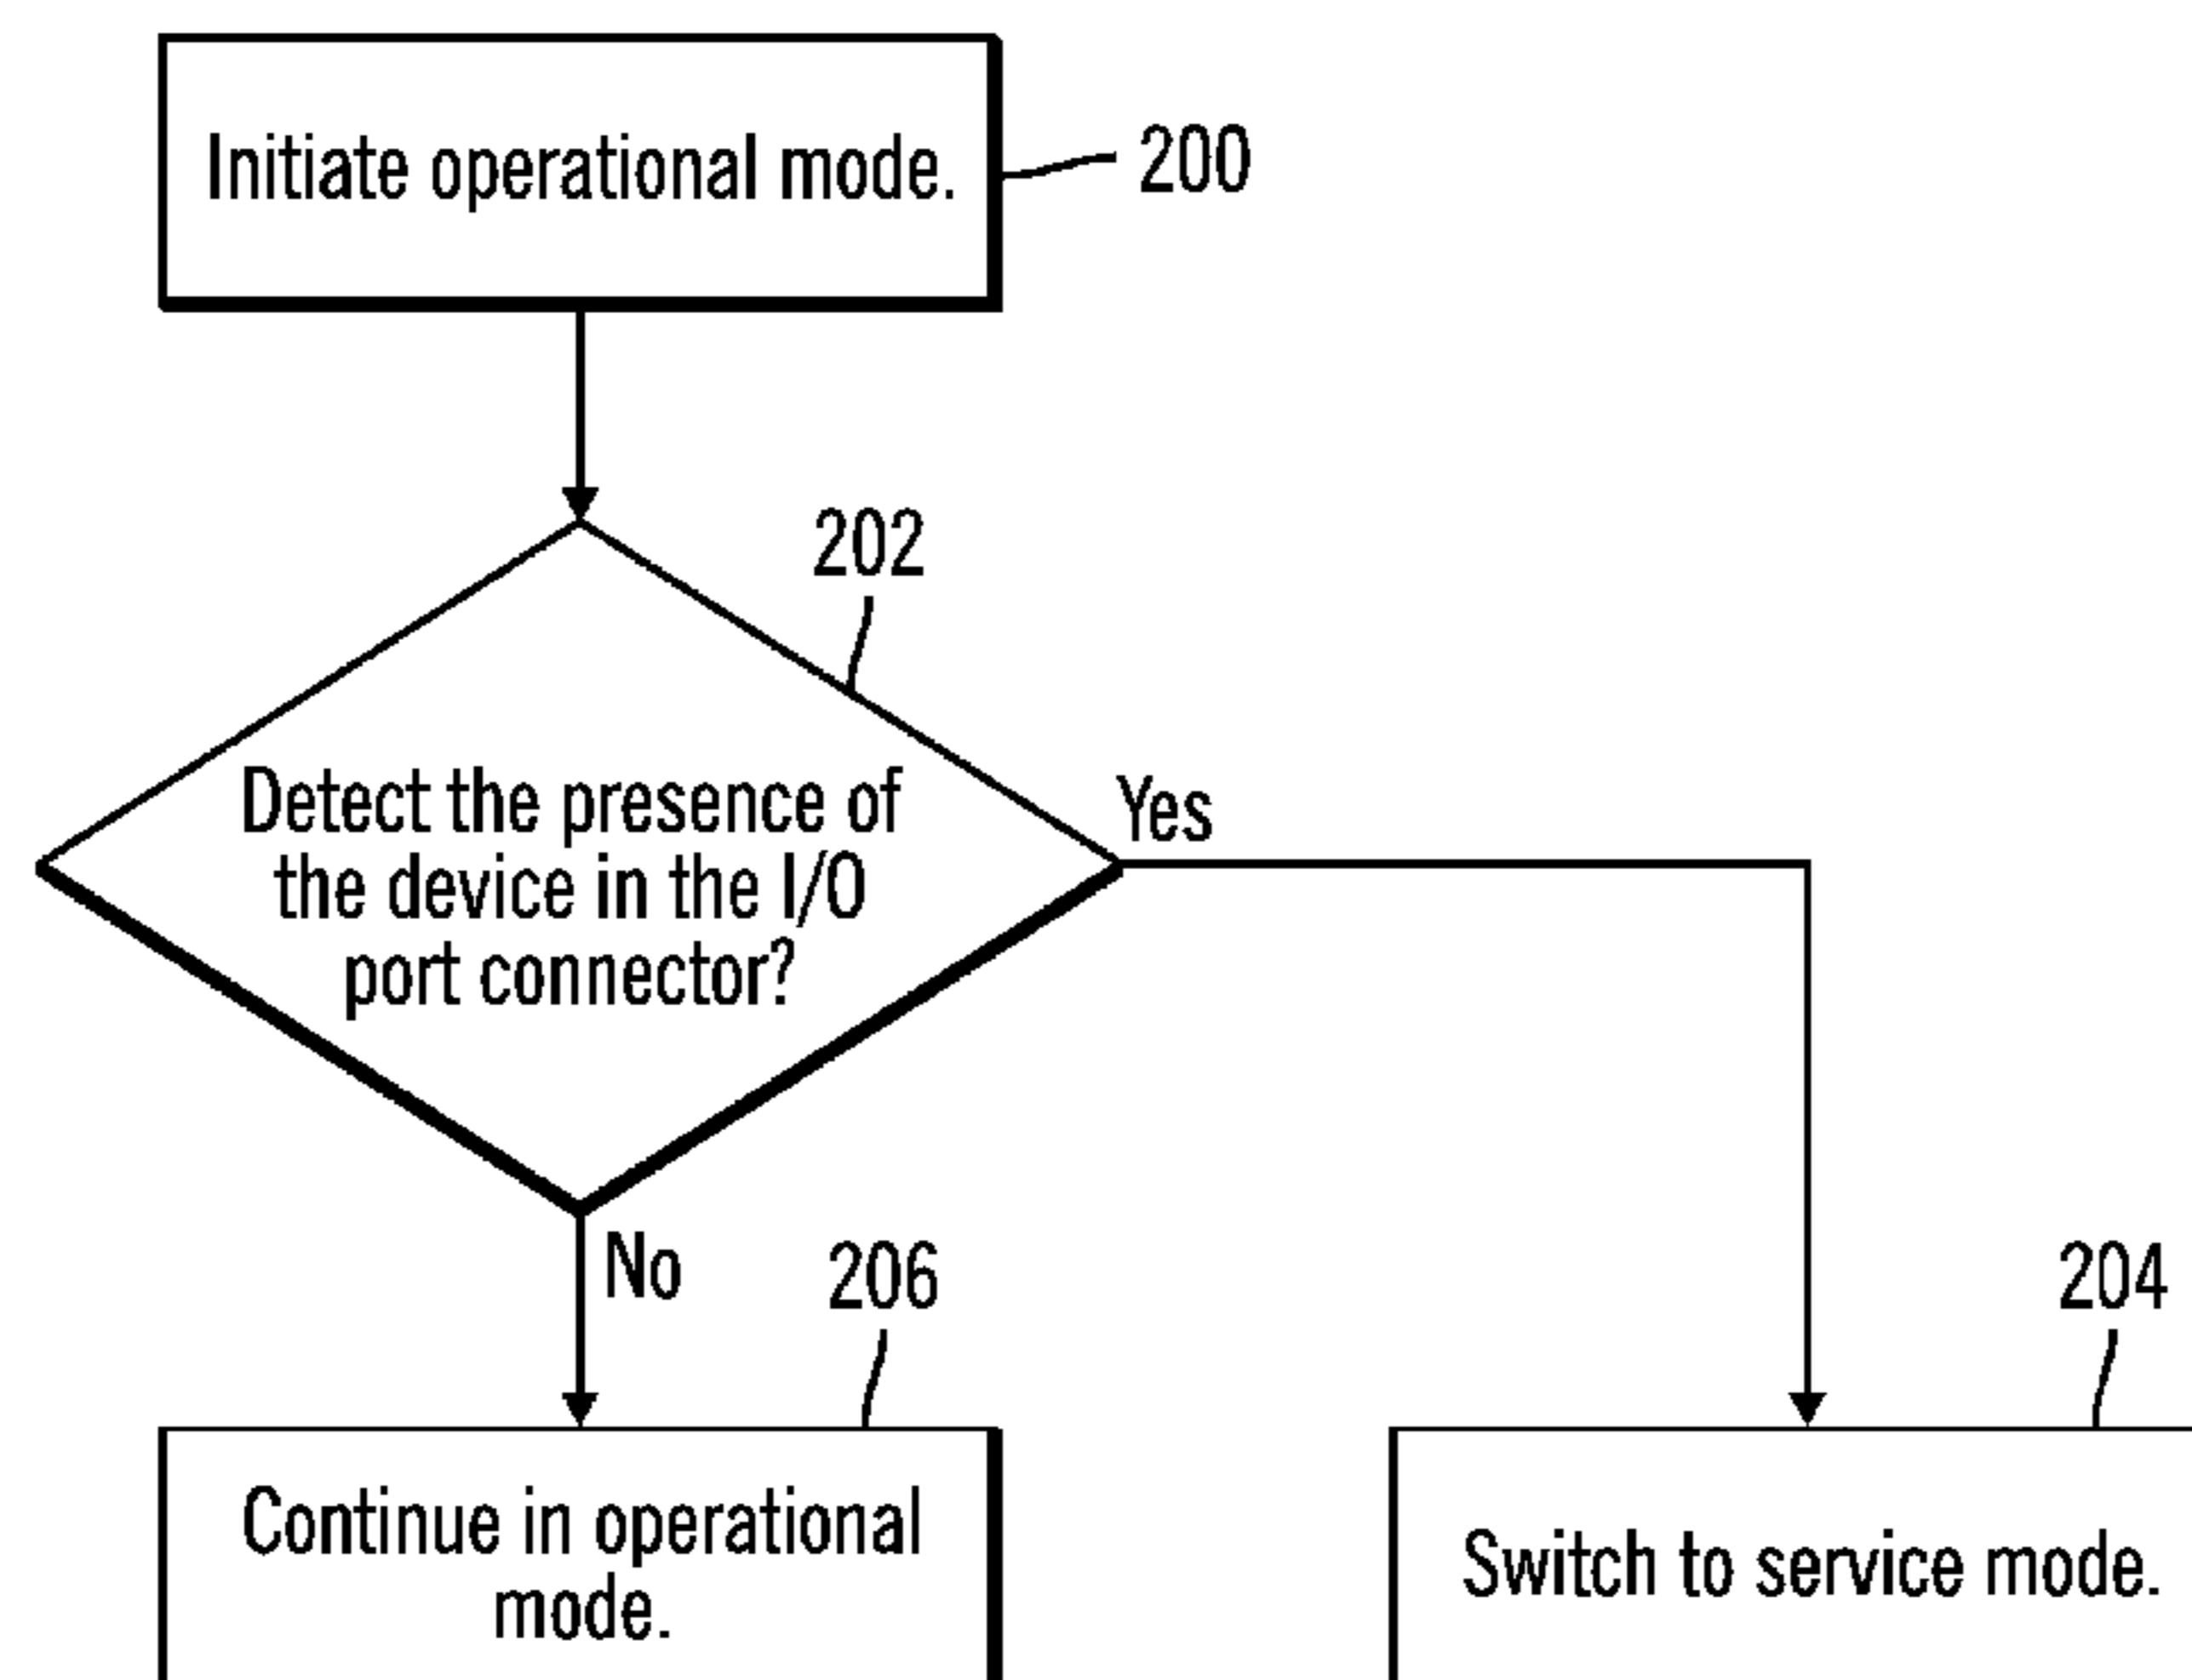 Initiate operational mode.
200
202
Detect the presence of
the device in the I/O
port connector?
Yes
No
206
204
Continue in operational
mode.
Switch to service mode.